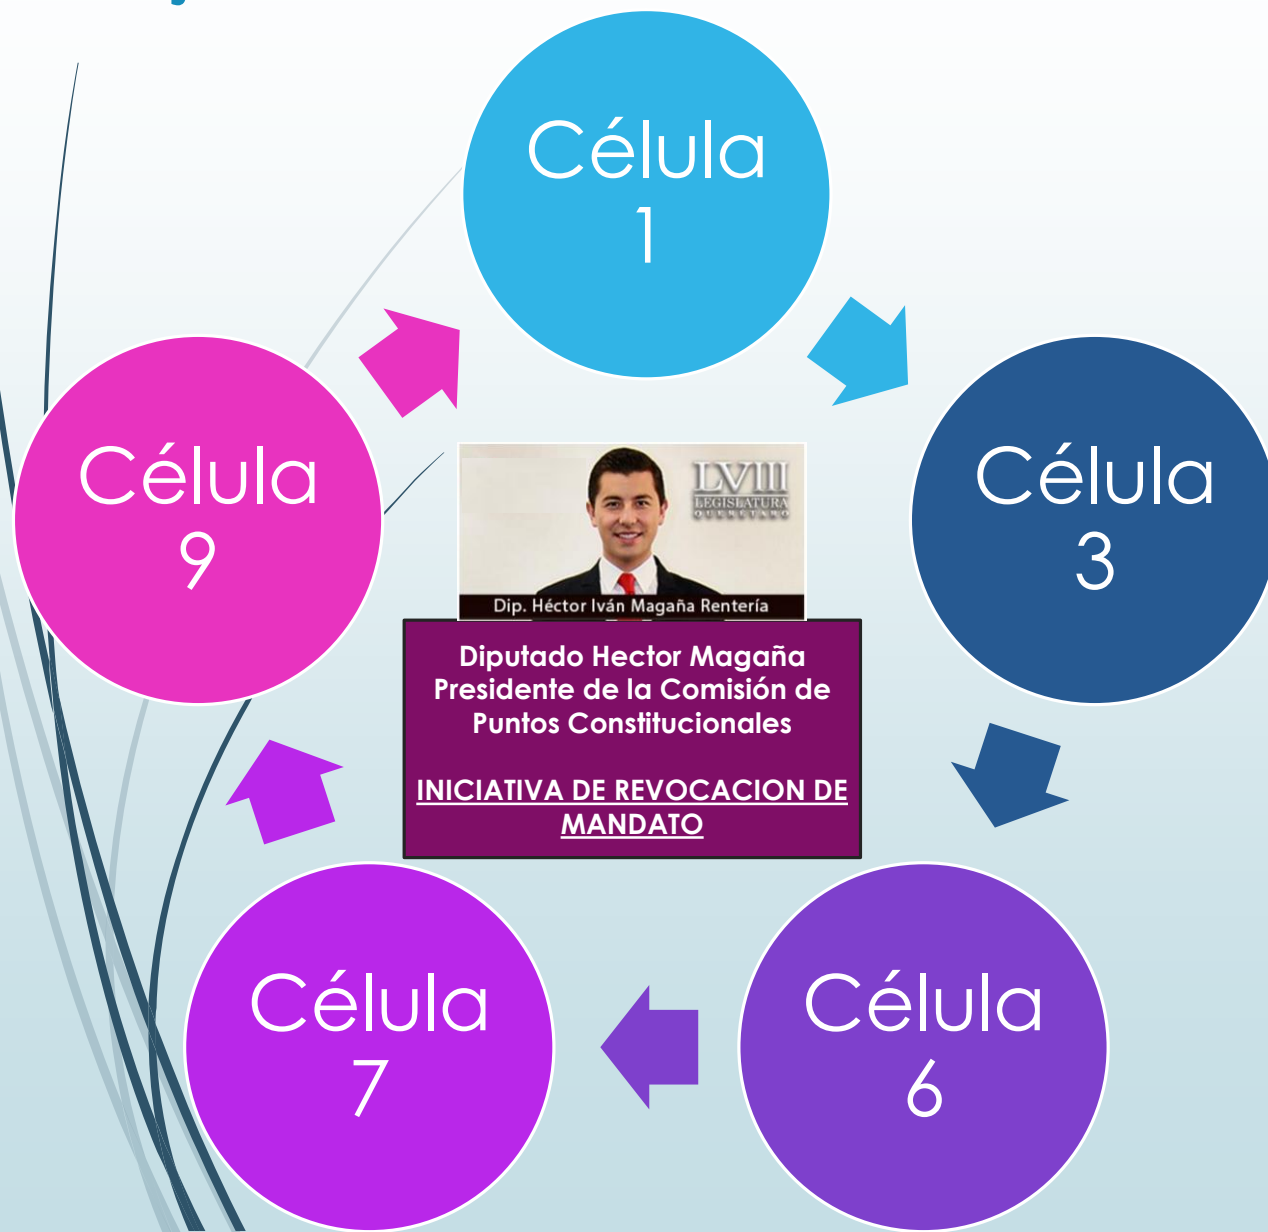 Célula
1
Célula
3
Célula
9
LVIII
LEGISLATURA
QUERETARO
Dip. Héctor Iván Magaña Rentería
Diputado Hector Magaña
Presidente de la Comisión de
Puntos Constitucionales
INICIATIVA DE REVOCACION DE
MANDATO
Célula
7
Célula
6